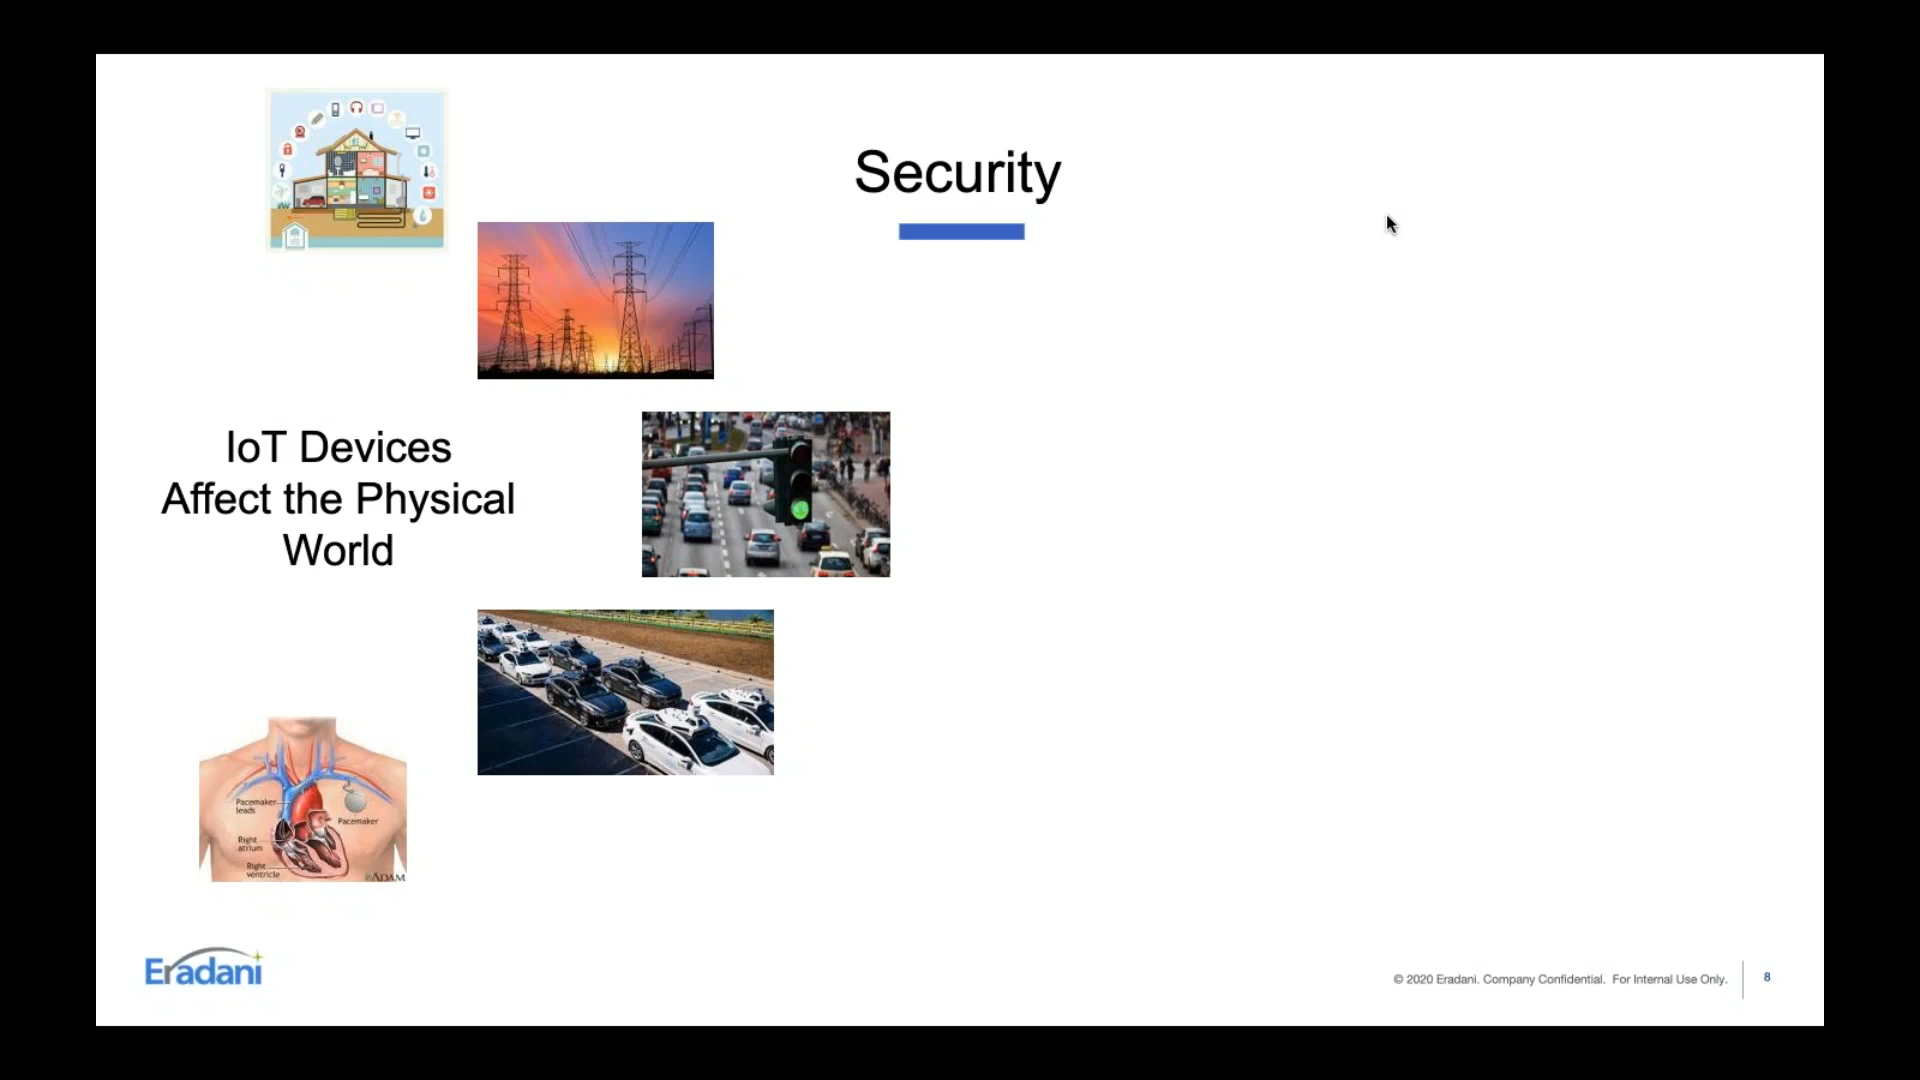 Security
IoT Devices
Affect the Physical
World
Pacemaker
leads
Pacemaker
Right
atrium
Right
ventricle
ADAM
Eradani
© 2020 Eradani. Company Confidential. For Internal Use Only.
8